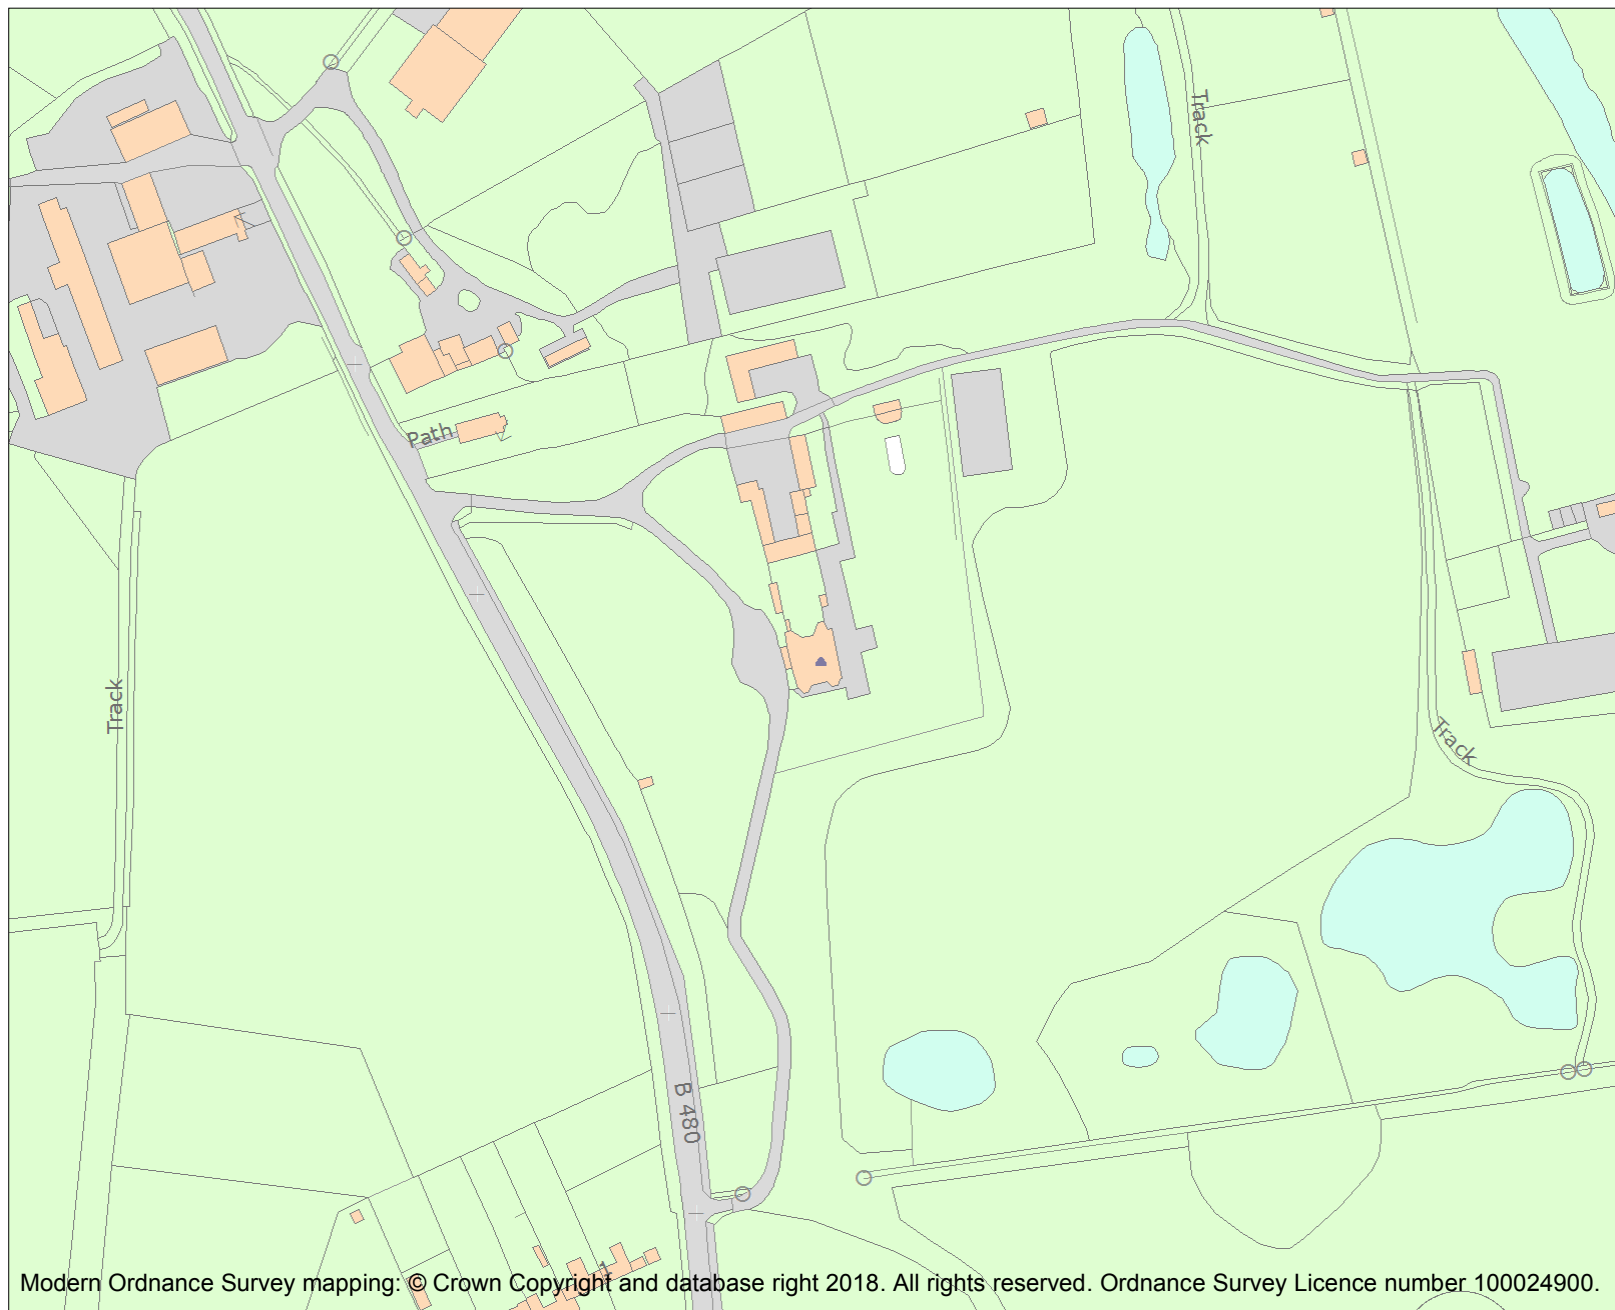 Track
Path
Track
Track
B 480
Modern Ordnance Survey mapping: © Crown Copyright and database right 2018. All rights reserved. Ordnance Survey Licence number 100024900.